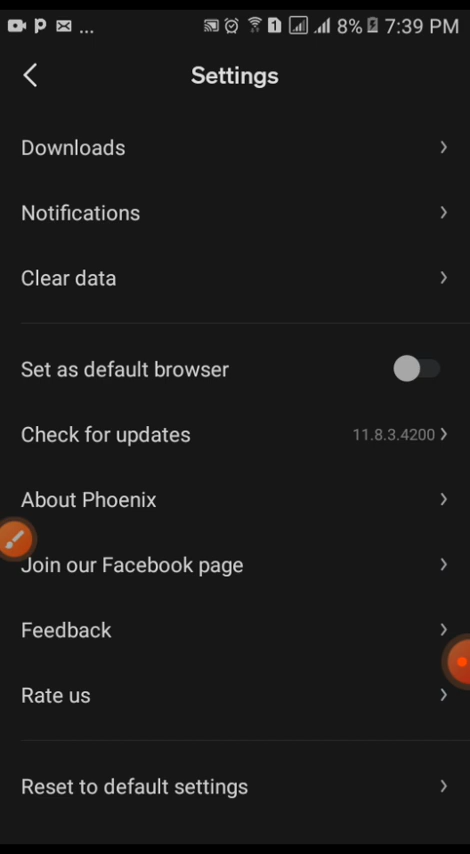 ... 1 8% 7:39 PM
Settings
Downloads
Notifications
Clear data
Set as default browser
Check for updates 11.8.3.4200
About Phoenix
Join our Facebook page
Feedback
Rate us
Reset to default settings